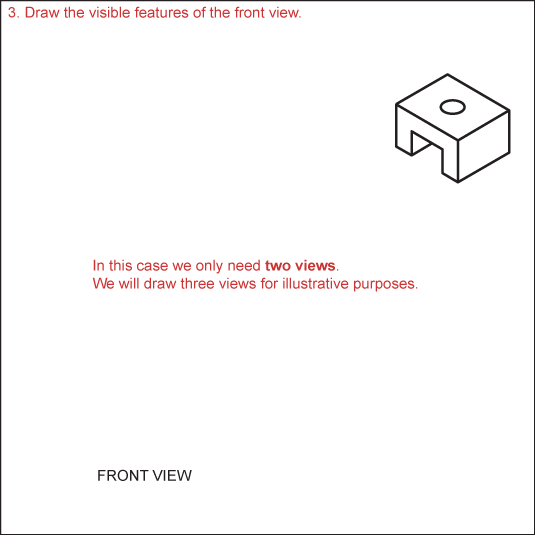 3. Draw the visible features of the front view.
In this case we only need two views.
We will draw three views for illustrative purposes.
FRONT VIEW